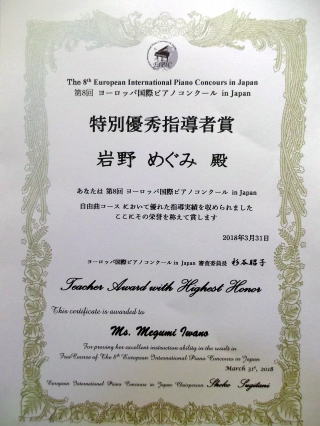 EIPIC
The 8th European International Piano Concours in Japan
第8回 ヨーロッパ国際ピアノコンクール in Japan
特別優秀指導者賞
岩野 めぐみ 殿
あなたは 第8回 ヨーロッパ国際ピアノコンクール in Japan
自由曲コース において優れた指導実績を収められました
ここにその栄誉を称えて賞します
2018年3月31日
ヨーロッパ国際ピアノコンクール in Japan 審査委員長 杉谷昭子
Teacher Award with Highest Honor
This certificate is awarded to
Ms. Megumi Iwano
For proving her excellent instruction ability in the result in
Free Course of The 8th European International Piano Concours in Japan
March 31st, 2018
European International Piano Concours in Japan Chairperson Shoko Sugitani